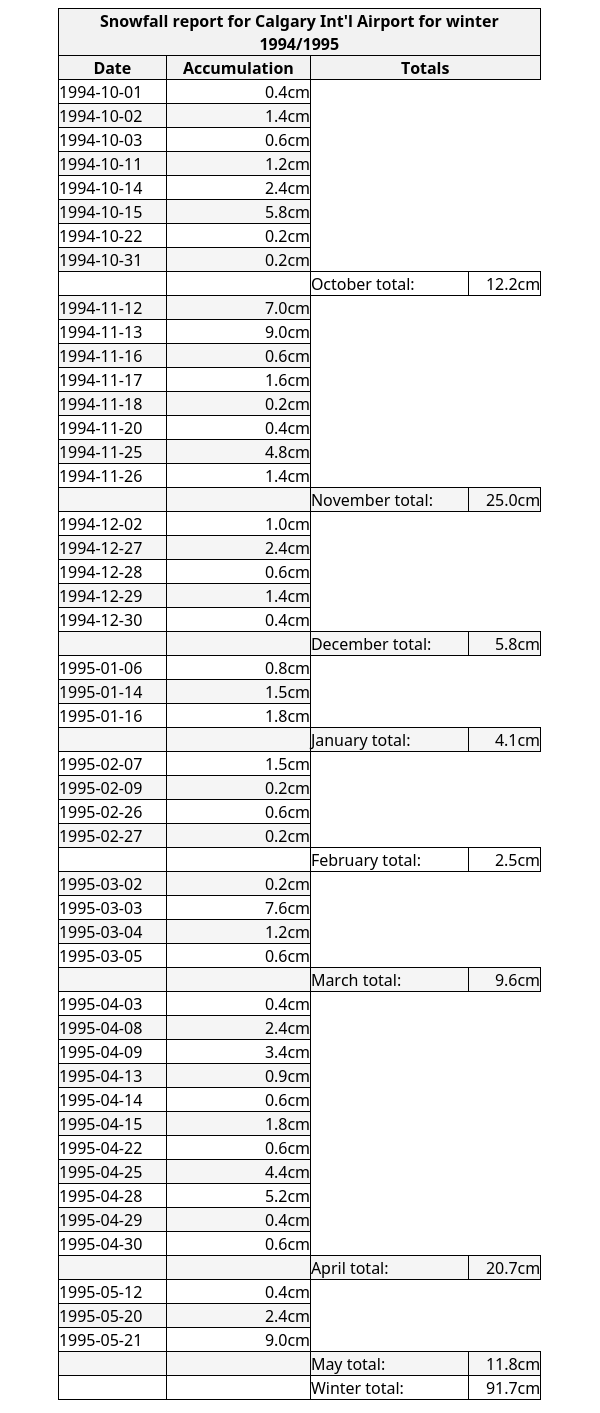 Snowfall report for Calgary Int'l Airport for winter
1994/1995
Date Accumulation Totals
1994-10-01 0.4cm
1994-10-02 1.4cm
1994-10-03 0.6cm
1994-10-11 1.2cm
1994-10-14 2.4cm
1994-10-15 5.8cm
1994-10-22 0.2cm
1994-10-31 0.2cm
October total: 12.2cm
1994-11-12 7.0cm
1994-11-13 9.0cm
1994-11-16 0.6cm
1994-11-17 1.6cm
1994-11-18 0.2cm
1994-11-20 0.4cm
1994-11-25 4.8cm
1994-11-26 1.4cm
November total: 25.0cm
1994-12-02 1.0cm
1994-12-27 2.4cm
1994-12-28 0.6cm
1994-12-29 1.4cm
1994-12-30 0.4cm
December total: 5.8cm
1995-01-06 0.8cm
1995-01-14 1.5cm
1995-01-16 1.8cm
January total: 4.1cm
1995-02-07 1.5cm
1995-02-09 0.2cm
1995-02-26 0.6cm
1995-02-27 0.2cm
February total: 2.5cm
1995-03-02 0.2cm
1995-03-03 7.6cm
1995-03-04 1.2cm
1995-03-05 0.6cm
March total: 9.6cm
1995-04-03 0.4cm
1995-04-08 2.4cm
1995-04-09 3.4cm
1995-04-13 0.9cm
1995-04-14 0.6cm
1995-04-15 1.8cm
1995-04-22 0.6cm
1995-04-25 4.4cm
1995-04-28 5.2cm
1995-04-29 0.4cm
1995-04-30 0.6cm
April total: 20.7cm
1995-05-12 0.4cm
1995-05-20 2.4cm
1995-05-21 9.0cm
May total: 11.8cm
Winter total: 91.7cm